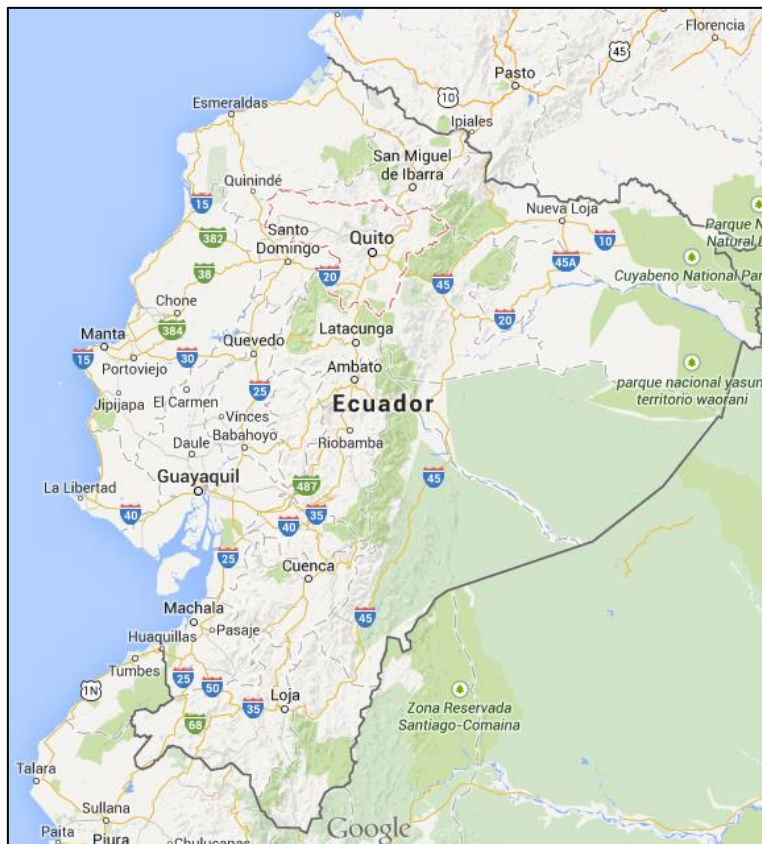 Florencia
45
Pasto
10
Esmeraldas
Ipiales
San Miguel
de Ibarra
Quinindé
15
Nueva Loja
382
Santo
Domingo
Quito
10
45A
Parque N
Natural L
38
20
45
Cuyabeno National Par
Chone
20
384
Latacunga
Manta
15
Portoviejo
30
Quevedo
Ambato
parque nacional yasun
territorio waorani
25
El Carmen
Jipijapa
Ecuador
Vinces
Riobamba
Daule
Babahoyo
45
Guayaquil
487
La Libertad
40
40
35
25
Cuenca
Machala
45
Pasaje
Huaquillas
Tumbes
25
50
1N
Loja
35
68
Zona Reservada
Santiago-Comaina
Talara
Sullana
Paita
Piura
Chulucanas
Google